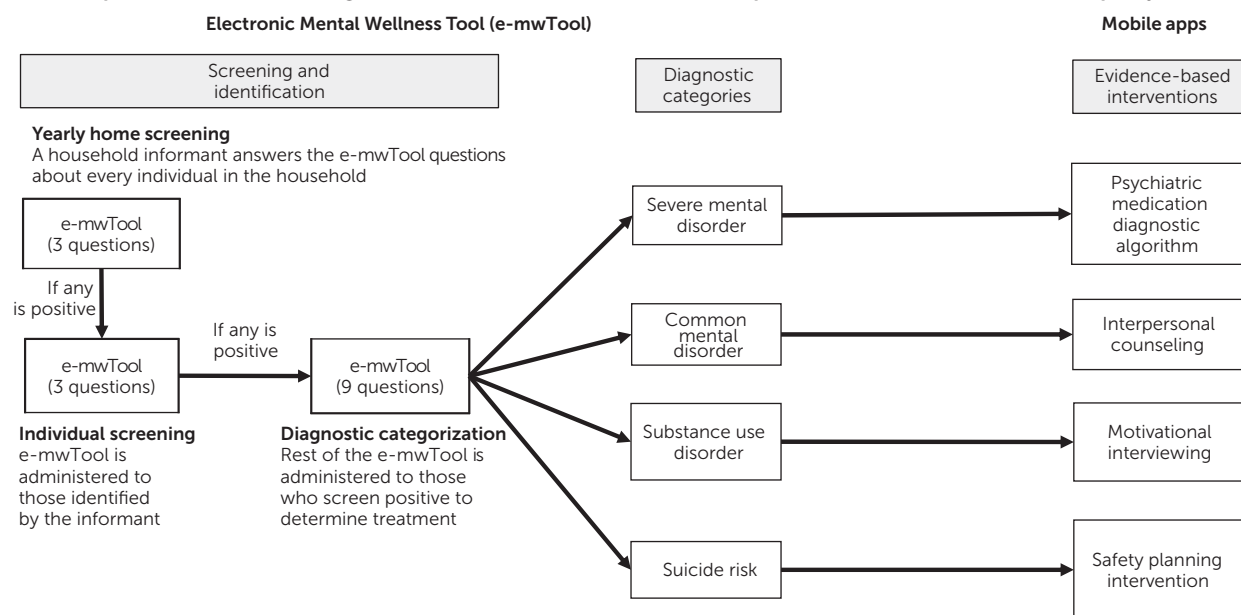 Electronic Mental Wellness Tool (e-mwTool)
Mobile apps
Screening and
identification
Diagnostic
categories
Evidence-based
interventions
Yearly home screening
A household informant answers the e-mwTool questions
about every individual in the household
e-mwTool
(3 questions)
If any
is positive
e-mwTool
(3 questions)
If any is
positive
e-mwTool
(9 questions)
Individual screening
e-mwTool is
administered to
those identified
by the informant
Diagnostic categorization
Rest of the e-mwTool is
administered to those
who screen positive to
determine treatment
Severe mental
disorder
Psychiatric
medication
diagnostic
algorithm
Common
mental
disorder
Interpersonal
counseling
Substance use
disorder
Motivational
interviewing
Suicide risk
Safety planning
intervention